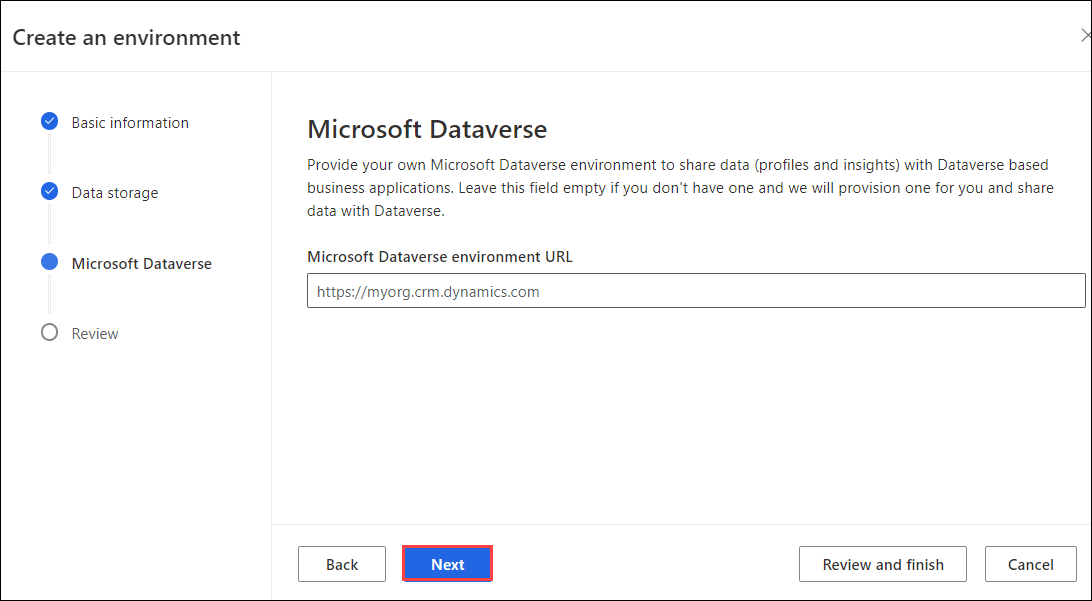 Create an environment
Basic information
Data storage
Microsoft Dataverse
Review
Microsoft Dataverse
Provide your own Microsoft Dataverse environment to share data (profiles and insights) with Dataverse based
business applications. Leave this field empty if you don't have one and we will provision one for you and share
data with Dataverse.
Microsoft Dataverse environment URL
https://myorg.crm.dynamics.com
Back
Next
Review and finish
Cancel